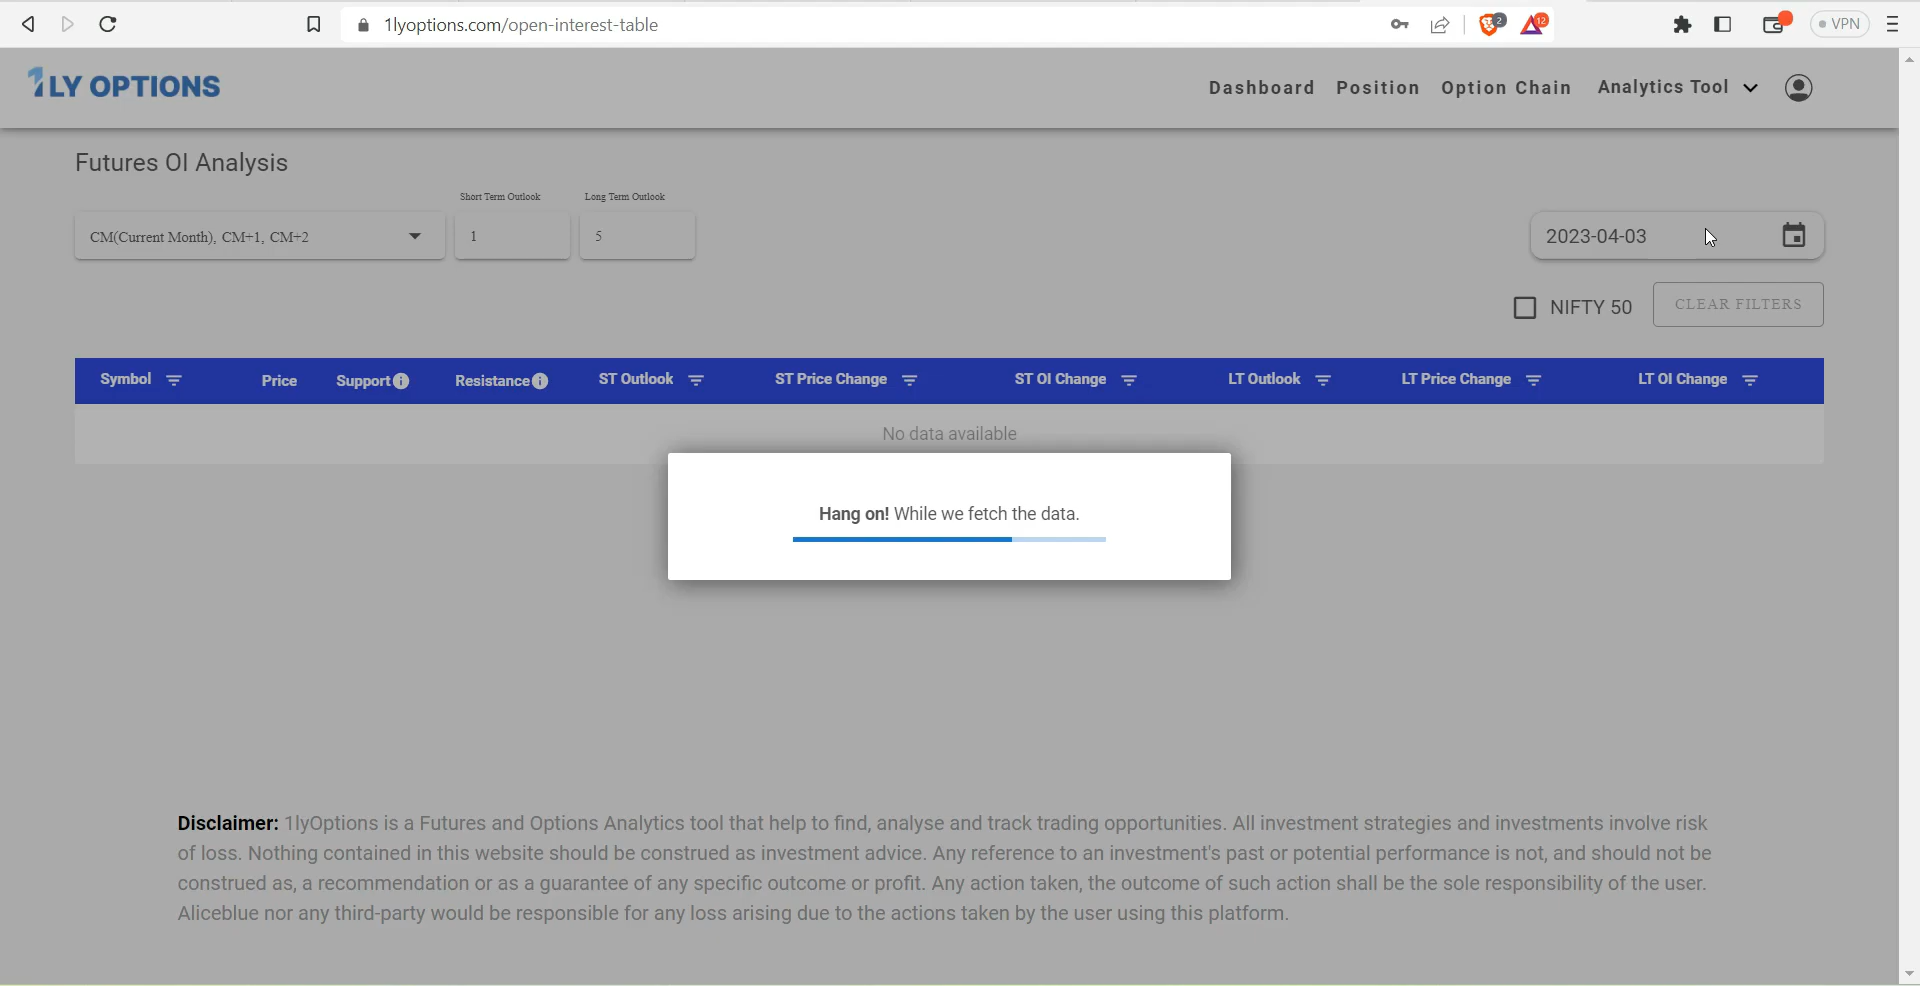 1lyoptions.com/open-interest-table
2
12
VPN
1LY OPTIONS
Dashboard Position Option Chain Analytics Tool
Futures OI Analysis
Short Term Outlook Long Term Outlook
CM(Current Month), CM+1, CM+2 1 5 2023-04-03
NIFTY 50 CLEAR FILTERS
Symbol Price Support Resistance ST Outlook ST Price Change ST OI Change LT Outlook LT Price Change LT OI Change
No data available
Hang on! While we fetch the data.
Disclaimer: 1lyOptions is a Futures and Options Analytics tool that help to find, analyse and track trading opportunities. All investment strategies and investments involve risk
of loss. Nothing contained in this website should be construed as investment advice. Any reference to an investment's past or potential performance is not, and should not be
construed as, a recommendation or as a guarantee of any specific outcome or profit. Any action taken, the outcome of such action shall be the sole responsibility of the user.
Aliceblue nor any third-party would be responsible for any loss arising due to the actions taken by the user using this platform.